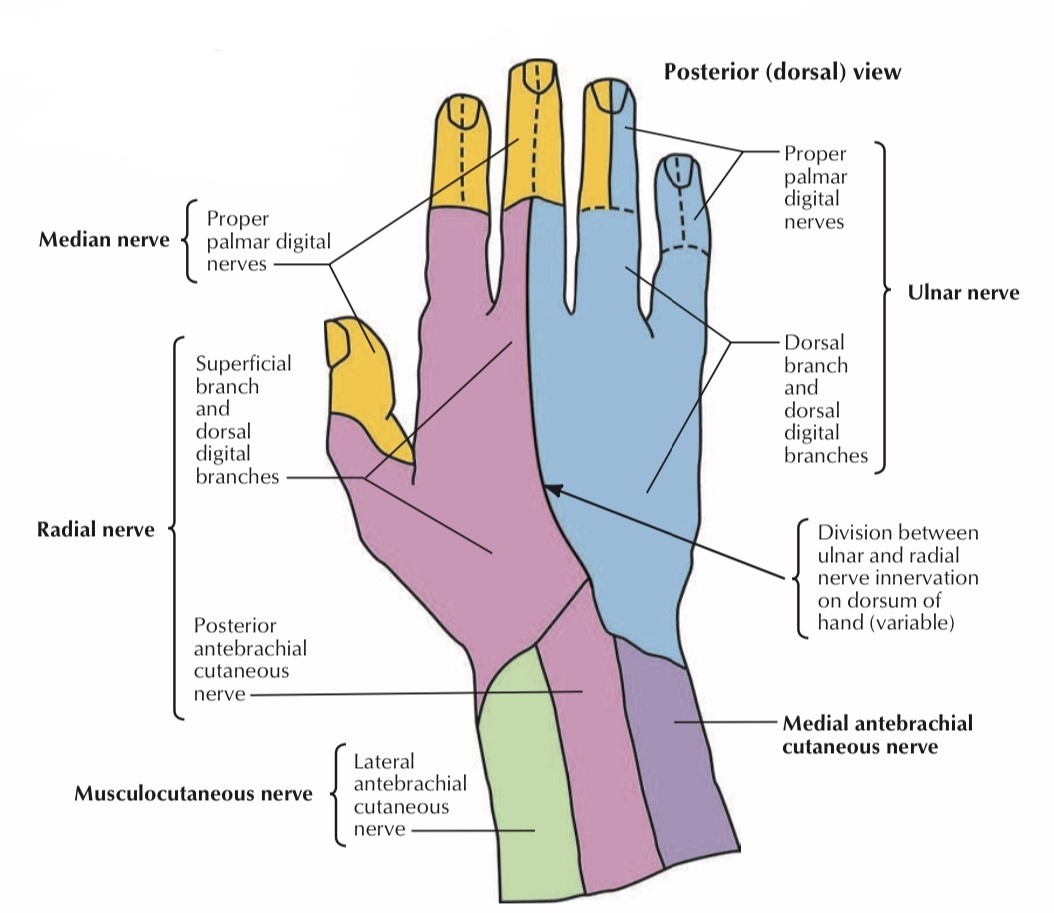 Posterior (dorsal) view
Proper
palmar
digital
nerves
Ulnar nerve
Dorsal
branch
and
dorsal
digital
branches
Median nerve
Proper
palmar digital
nerves
Radial nerve
Superficial
branch
and
dorsal
digital
branches
Posterior
antebrachial
cutaneous
nerve
Division between
ulnar and radial
nerve innervation
on dorsum of
hand (variable)
Medial antebrachial
cutaneous nerve
Musculocutaneous nerve
Lateral
antebrachial
cutaneous
nerve